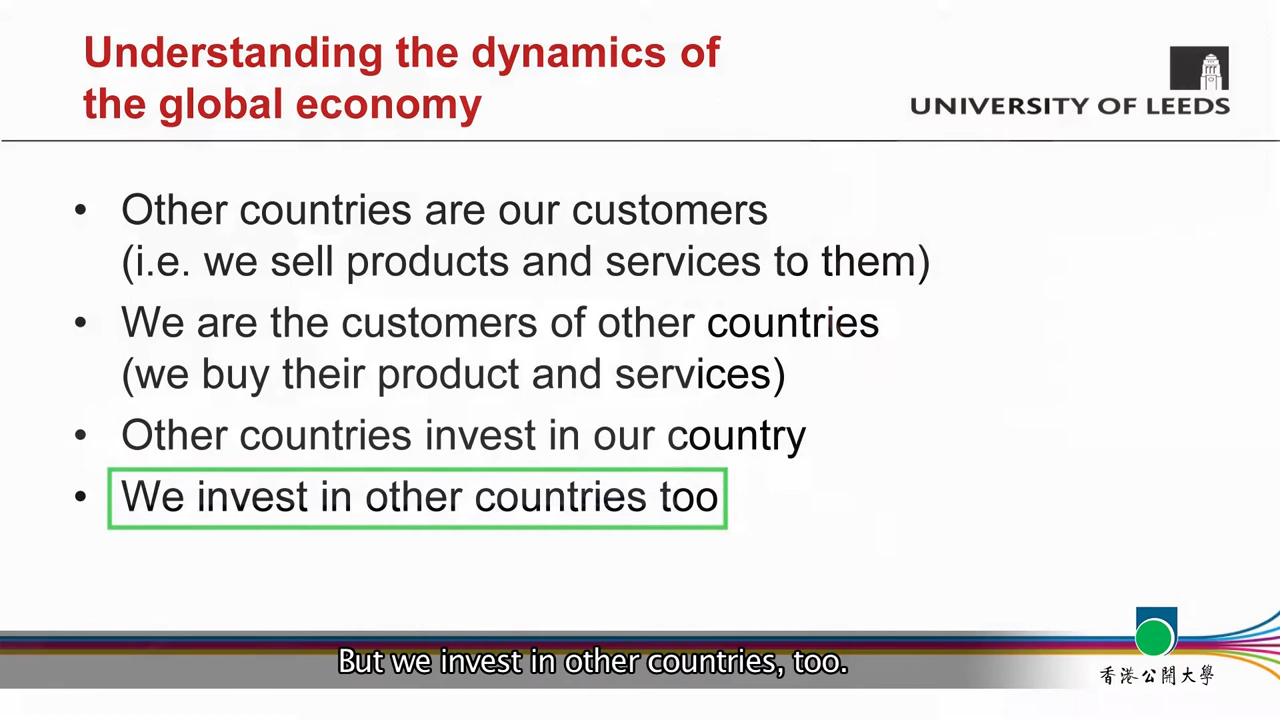 Understanding the dynamics of
the global economy
UNIVERSITY OF LEEDS
• Other countries are our customers
(i.e. we sell products and services to them)
• We are the customers of other countries
(we buy their product and services)
• Other countries invest in our country
• We invest in other countries too
But we invest in other countries, too.
香港公開大學